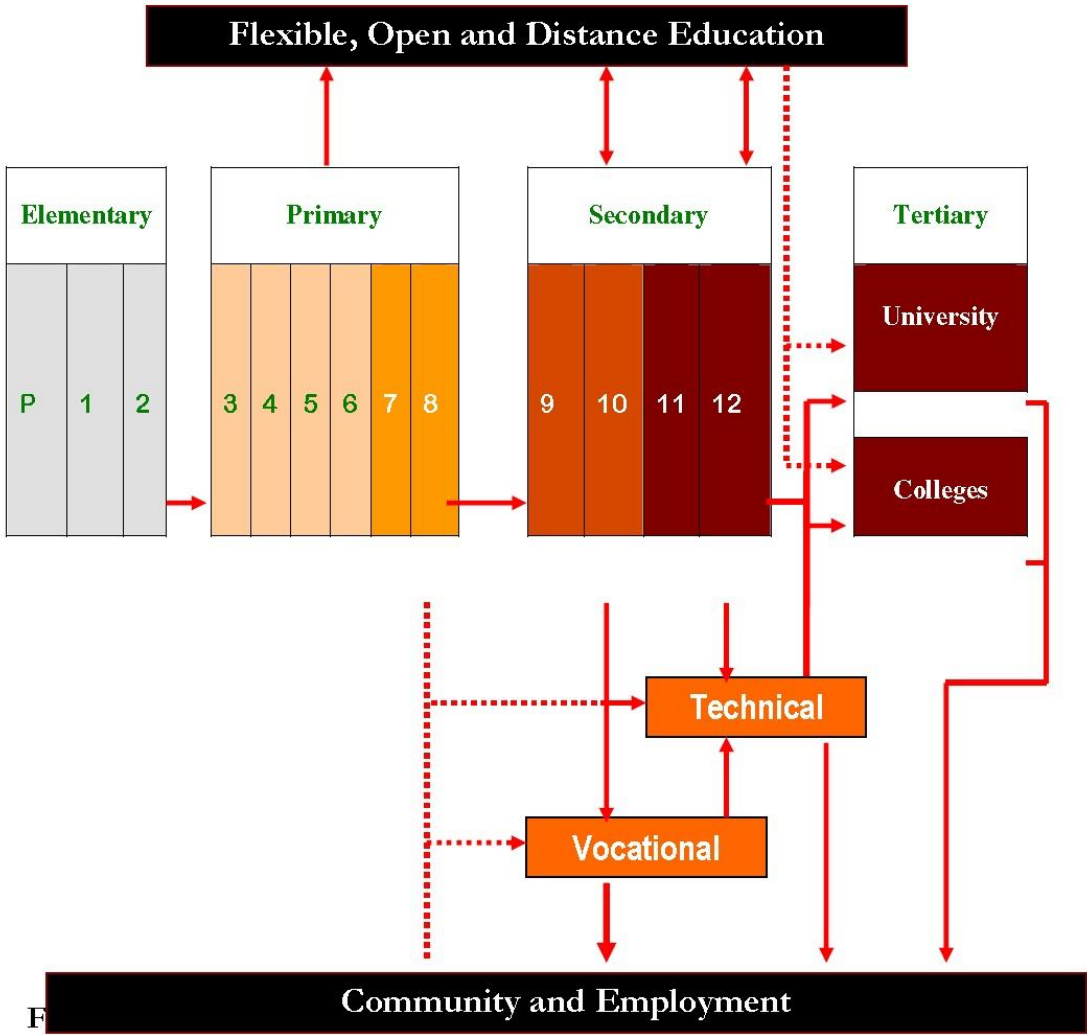 Flexible, Open and Distance Education
Elementary
Primary
Secondary
Tertiary
University
P 1 2
3 4 5 6 7 8
9 10 11 12
Colleges
Technical
Vocational
Community and Employment
F